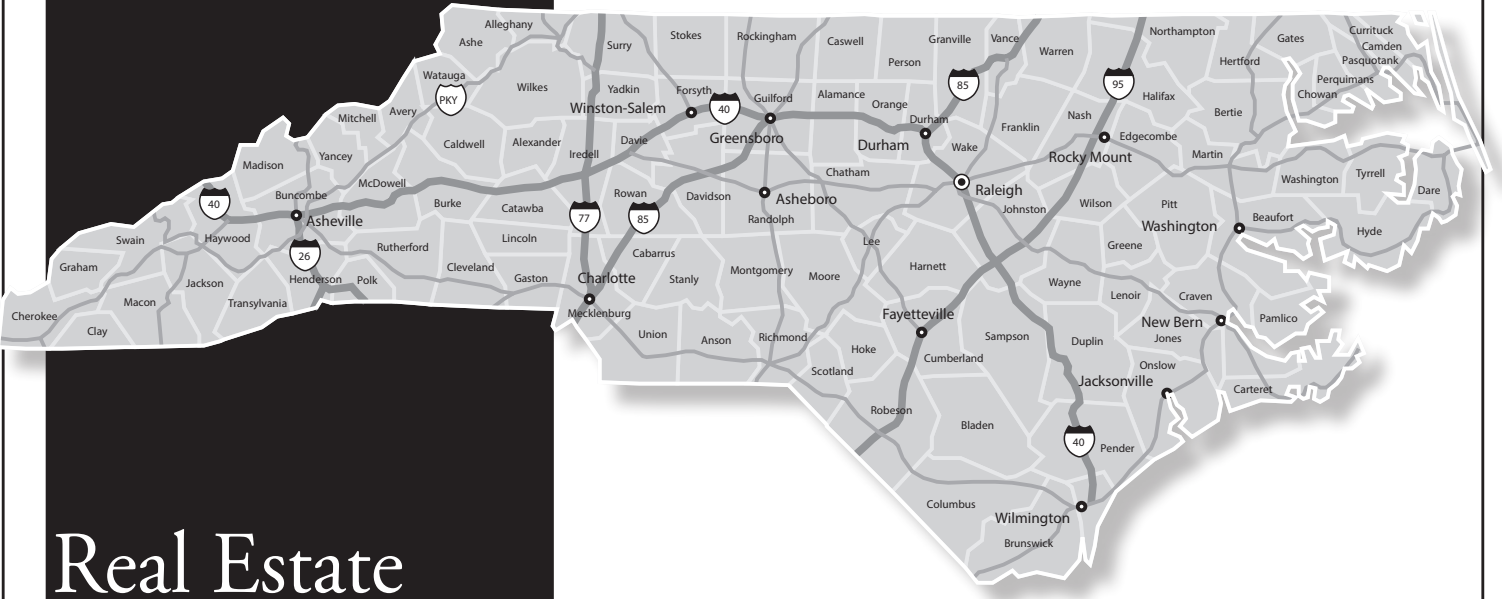 Alleghany
Ashe
Surry
Stokes
Rockingham
Caswell
Person
Granville
Vance
Warren
Northampton
Gates
Currituck
Camden
Pasquotank
Perquimans
Chowan
Hertford
Halifax
Bertie
Watauga
PKY
Wilkes
Yadkin
Forsyth
40
Guilford
Alamance
Orange
Durham
85
95
Nash
Franklin
Edgecombe
Martin
Winston-Salem
Greensboro
Durham
Wake
Rocky Mount
Avery
Mitchell
Yancey
Madison
Caldwell
Alexander
Iredell
Davie
McDowell
Buncombe
Burke
Catawba
Rowan
Davidson
Asheboro
Randolph
Chatham
Raleigh
Johnston
Wilson
Pitt
Washington
Beaufort
Washington
Tyrrell
Dare
Hyde
40
Asheville
Haywood
26
Swain
Graham
Cherokee
Clay
Macon
Jackson
Transylvania
Henderson
Polk
Rutherford
Cleveland
Lincoln
Gaston
77
85
Cabarrus
Charlotte
Mecklenburg
Stanly
Montgomery
Moore
Lee
Harnett
Greene
Wayne
Lenoir
Craven
Pamlico
New Bern
Jones
Union
Anson
Richmond
Scotland
Hoke
Fayetteville
Cumberland
Sampson
Duplin
Onslow
Jacksonville
Carteret
Robeson
Bladen
40
Pender
Columbus
Wilmington
Brunswick
Real Estate